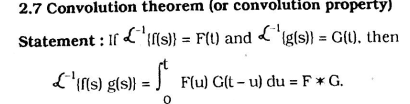 2.7 Convolution theorem (or convolution property)
Statement : If ℒ⁻¹{f(s)} = F(t) and ℒ⁻¹{g(s)} = G(t), then
ℒ⁻¹{f(s) g(s)} = ∫₀ᵗ F(u) G(t – u) du = F ∗ G.